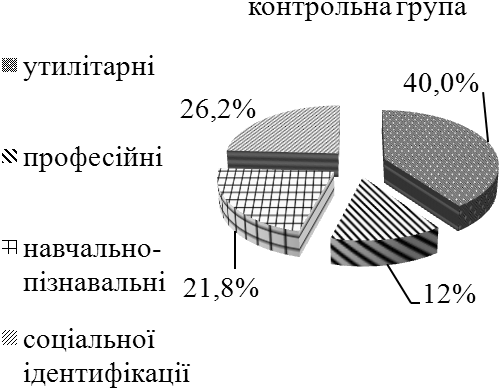 контрольна група
утилітарні
професійні
навчально-
пізнавальні
соціальної
ідентифікації
40,0%
12%
21,8%
26,2%